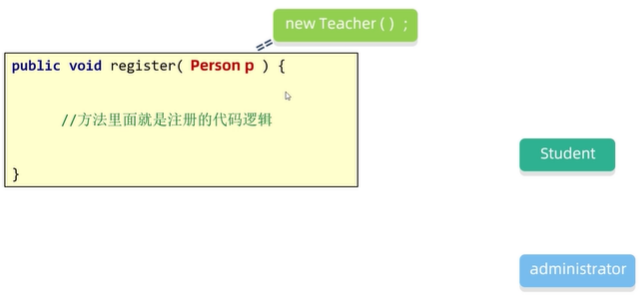 new Teacher ( ) ;
==
public void register( Person p ) {
//方法里面就是注册的代码逻辑
}
Student
administrator